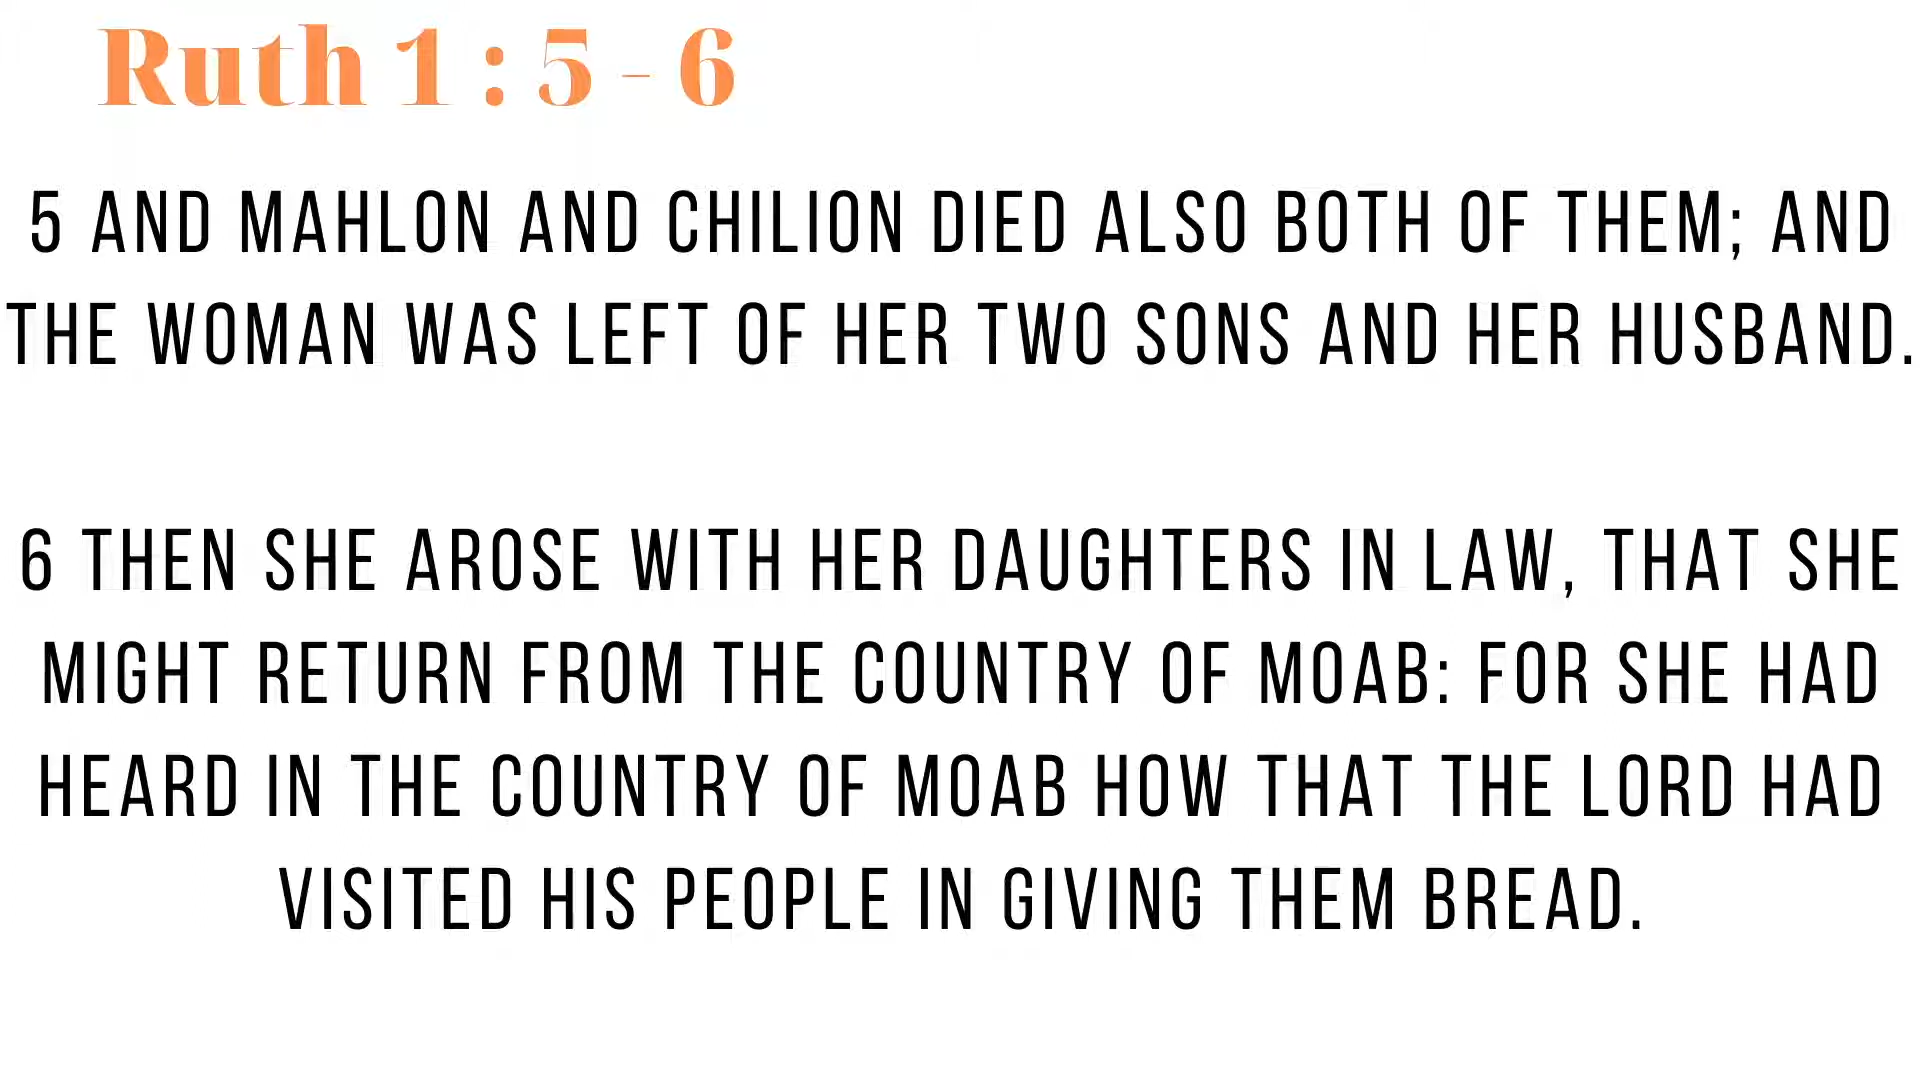 Ruth 1 : 5 - 6
5 AND MAHLON AND CHILION DIED ALSO BOTH OF THEM; AND
THE WOMAN WAS LEFT OF HER TWO SONS AND HER HUSBAND.
6 THEN SHE AROSE WITH HER DAUGHTERS IN LAW, THAT SHE
MIGHT RETURN FROM THE COUNTRY OF MOAB: FOR SHE HAD
HEARD IN THE COUNTRY OF MOAB HOW THAT THE LORD HAD
VISITED HIS PEOPLE IN GIVING THEM BREAD.